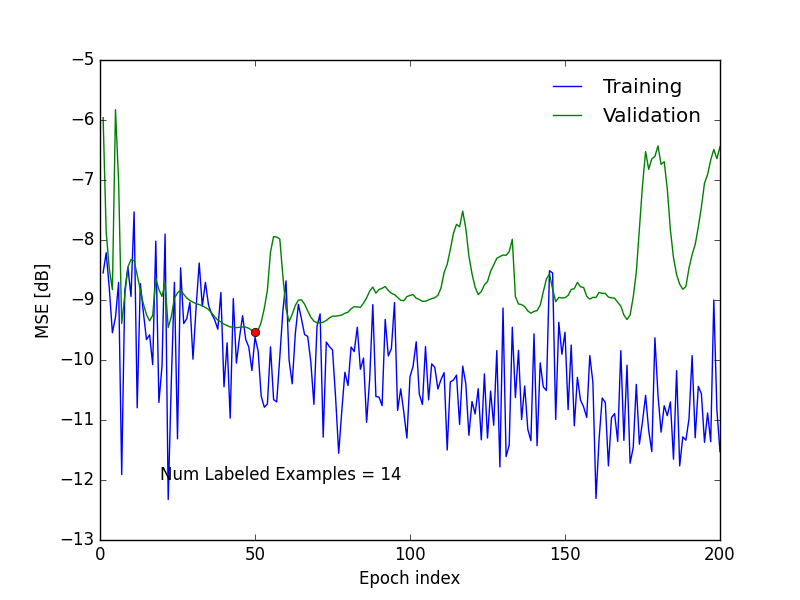 −5
−6
−7
−8
−9
−10
−11
−12
−13
0
50
100
150
200
MSE [dB]
Epoch index
Training
Validation
Num Labeled Examples = 14